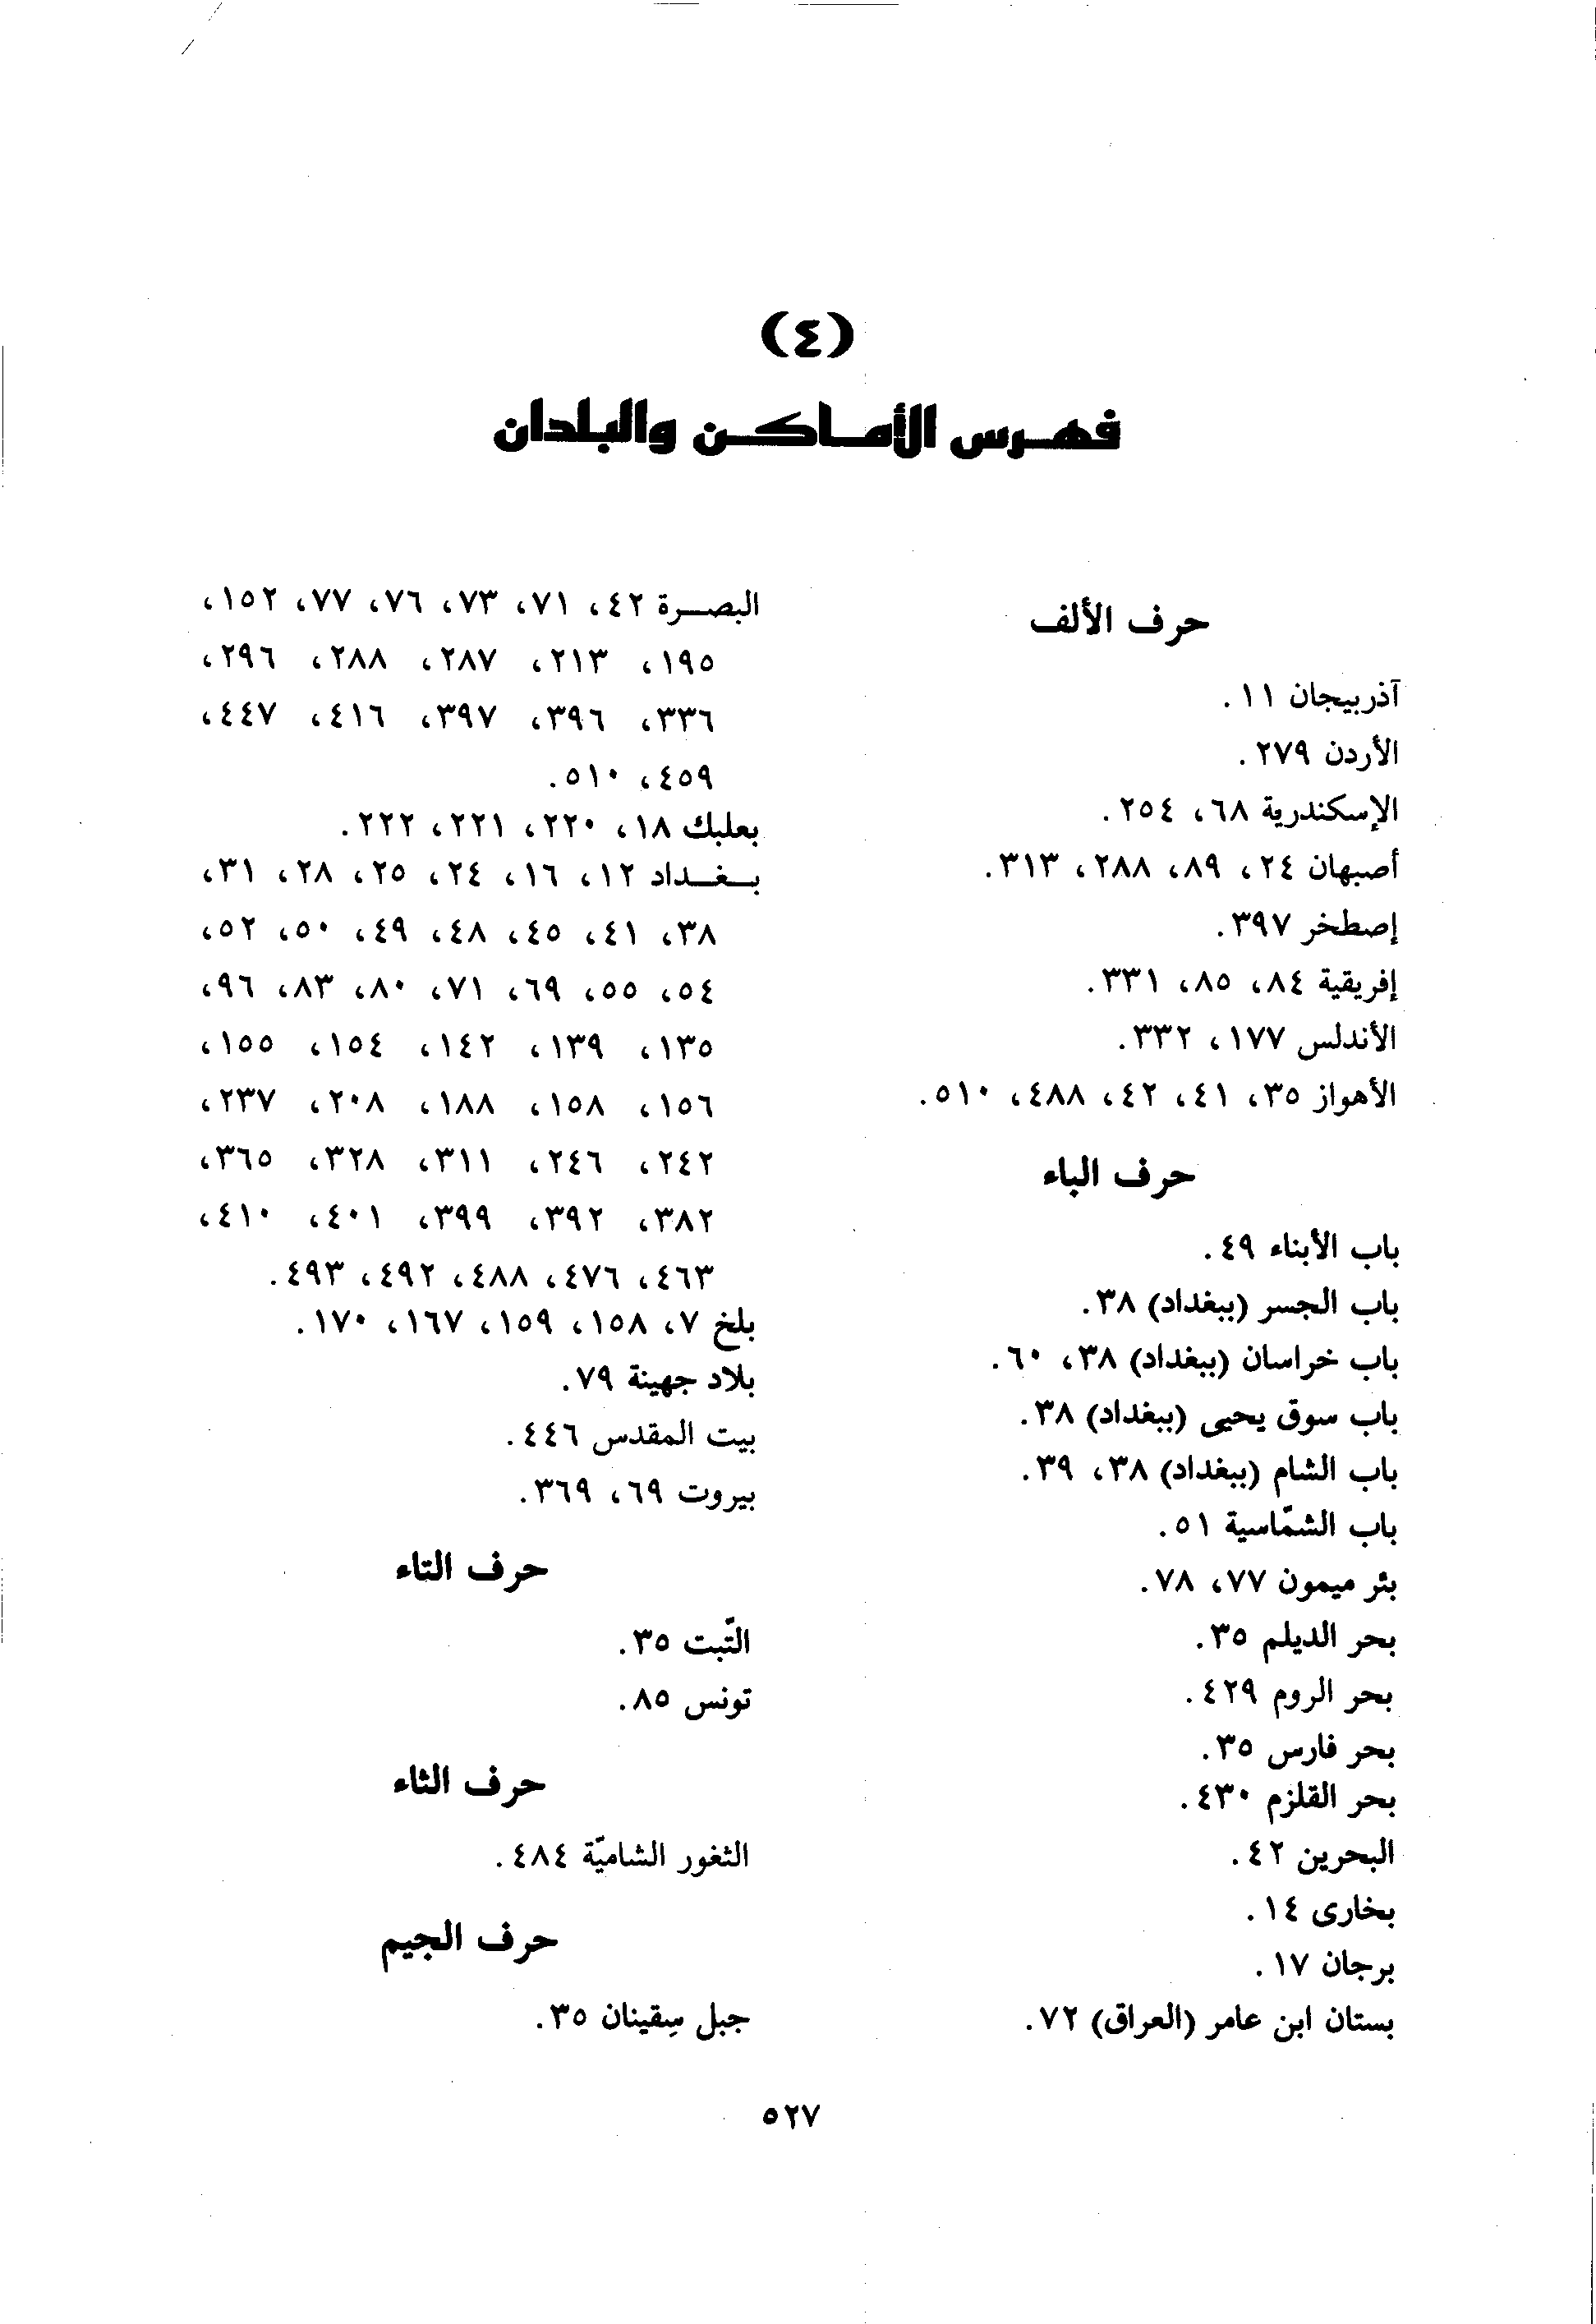 (٤)
فهرس الأماكن والبلدان
حرف الألف
آذربيجان ١١.
الأردن ٢٧٩.
الإسكندرية ٦٨، ٢٥٤.
أصبهان ٢٤، ٨٩، ٢٨٨، ٣١٣.
إصطخر ٣٩٧.
إفريقية ٨٤، ٨٥، ٣٣١.
الأندلس ١٧٧، ٣٣٢.
الأهواز ٣٥، ٤١، ٤٢، ٤٨٨، ٥١٠.
حرف الباء
باب الأبناء ٤٩.
باب الجسر (ببغداد) ٣٨.
باب خراسان (ببغداد) ٣٨، ٦٠.
باب سوق يحيى (ببغداد) ٣٨.
باب الشام (ببغداد) ٣٨، ٣٩.
باب الشمّاسية ٥١.
بئر ميمون ٧٧، ٧٨.
بحر الديلم ٣٥.
بحر الروم ٤٢٩.
بحر فارس ٣٥.
بحر القلزم ٤٣٠.
البحرين ٤٢.
بخارى ١٤.
برجان ١٧.
بستان ابن عامر (العراق) ٧٢.
البصرة ٤٢، ٧١، ٧٣، ٧٦، ٧٧، ١٥٢،
١٩٥، ٢١٣، ٢٨٧، ٢٨٨، ٢٩٦،
٣٣٦، ٣٩٦، ٣٩٧، ٤١٦، ٤٤٧،
٤٥٩، ٥١٠.
بعلبك ١٨، ٢٢٠، ٢٢١، ٢٢٢.
بغداد ١٢، ١٦، ٢٤، ٢٥، ٢٨، ٣١،
٣٨، ٤١، ٤٥، ٤٨، ٤٩، ٥٠، ٥٢،
٥٤، ٥٥، ٦٩، ٧١، ٨٠، ٨٣، ٩٦،
١٣٥، ١٣٩، ١٤٢، ١٥٤، ١٥٥،
١٥٦، ١٥٨، ١٨٨، ٢٠٨، ٢٣٧،
٢٤٢، ٢٤٦، ٣١١، ٣٢٨، ٣٦٥،
٣٨٢، ٣٩٢، ٣٩٩، ٤٠١، ٤١٠،
٤٦٣، ٤٧٦، ٤٨٨، ٤٩٢، ٤٩٣.
بلخ ٧، ١٥٨، ١٥٩، ١٦٧، ١٧٠.
بلاد جهينة ٧٩.
بيت المقدس ٤٤٦.
بيروت ٦٩، ٣٦٩.
حرف التاء
التّبت ٣٥.
تونس ٨٥.
حرف الثاء
الثغور الشاميّة ٤٨٤.
حرف الجيم
جبل سِقينان ٣٥.
٥٢٧